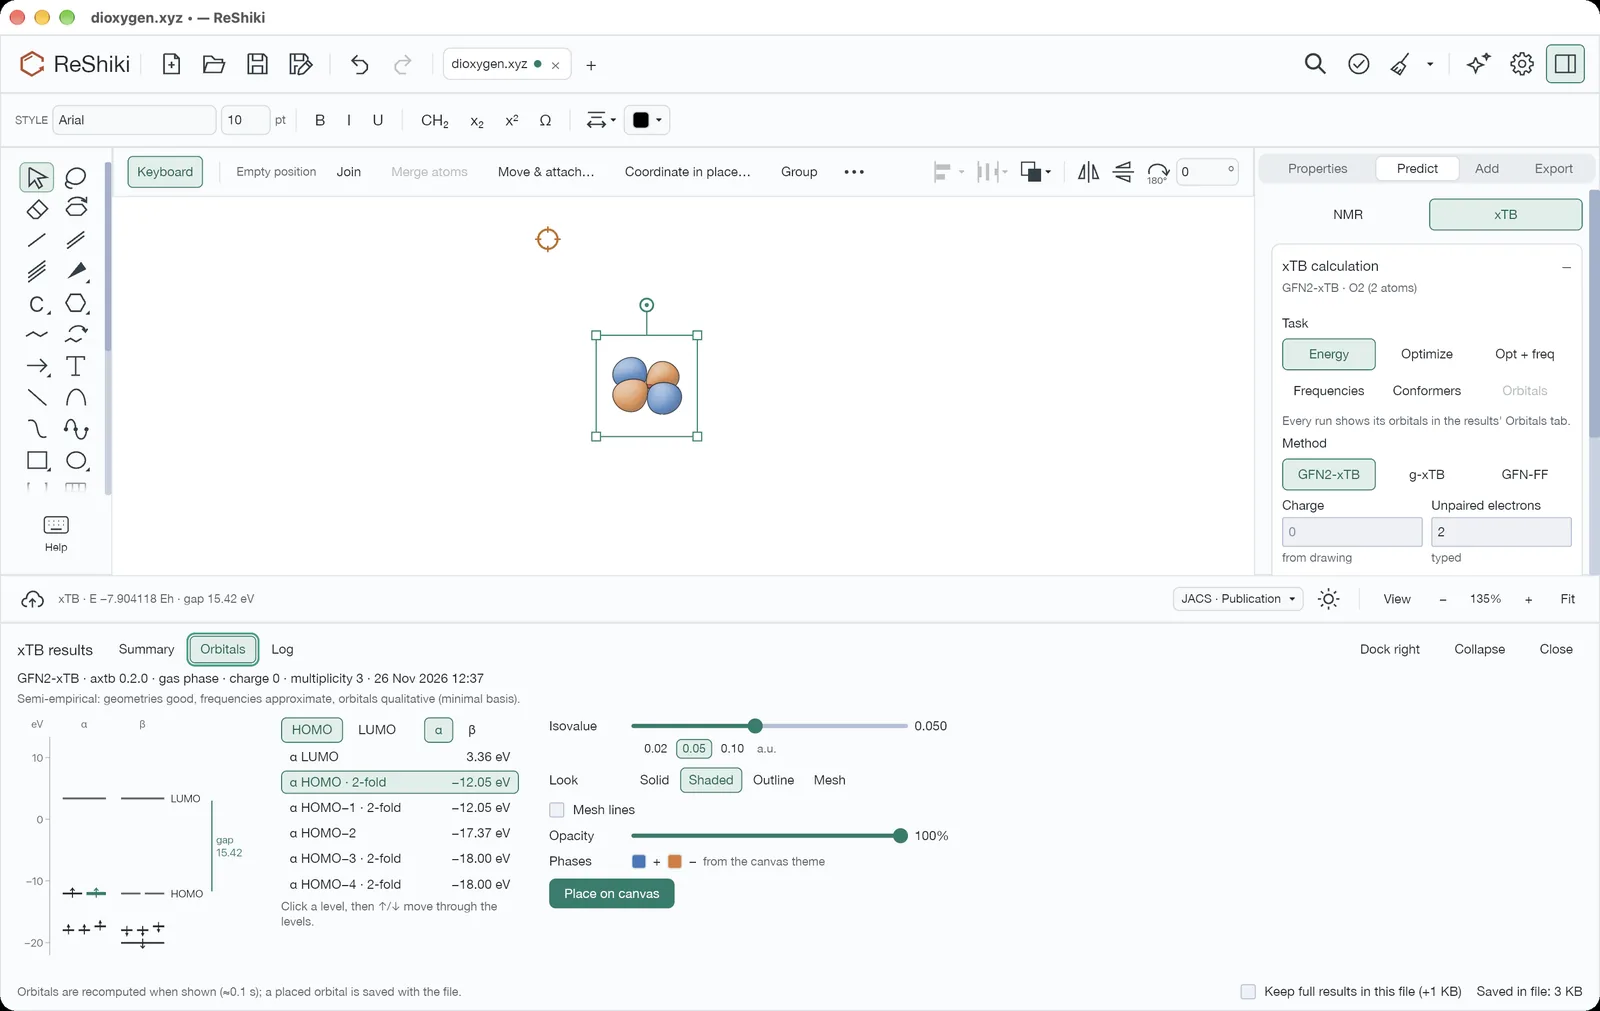 dioxygen.xyz • — ReShiki
ReShiki
dioxygen.xyz ● × +
STYLE Arial 10 pt B I U CH₂ x₂ x² Ω
Keyboard Empty position Join Merge atoms Move & attach... Coordinate in place... Group ••• 180° 0 °
C
T
Help
Properties Predict Add Export
NMR xTB
xTB calculation –
GFN2-xTB · O2 (2 atoms)
Task
Energy Optimize Opt + freq
Frequencies Conformers Orbitals
Every run shows its orbitals in the results' Orbitals tab.
Method
GFN2-xTB g-xTB GFN-FF
Charge Unpaired electrons
0 2
from drawing typed
xTB · E −7.904118 Eh · gap 15.42 eV
JACS · Publication View − 135% + Fit
xTB results Summary Orbitals Log Dock right Collapse Close
GFN2-xTB · axtb 0.2.0 · gas phase · charge 0 · multiplicity 3 · 26 Nov 2026 12:37
Semi-empirical: geometries good, frequencies approximate, orbitals qualitative (minimal basis).
eV α β
10
0
−10
−20
LUMO
gap
15.42
HOMO
HOMO LUMO α β
α LUMO 3.36 eV
α HOMO · 2-fold −12.05 eV
α HOMO−1 · 2-fold −12.05 eV
α HOMO−2 −17.37 eV
α HOMO−3 · 2-fold −18.00 eV
α HOMO−4 · 2-fold −18.00 eV
Click a level, then ↑/↓ move through the
levels.
Isovalue 0.050
0.02 0.05 0.10 a.u.
Look Solid Shaded Outline Mesh
Mesh lines
Opacity 100%
Phases + − from the canvas theme
Place on canvas
Orbitals are recomputed when shown (≈0.1 s); a placed orbital is saved with the file.
Keep full results in this file (+1 KB) Saved in file: 3 KB